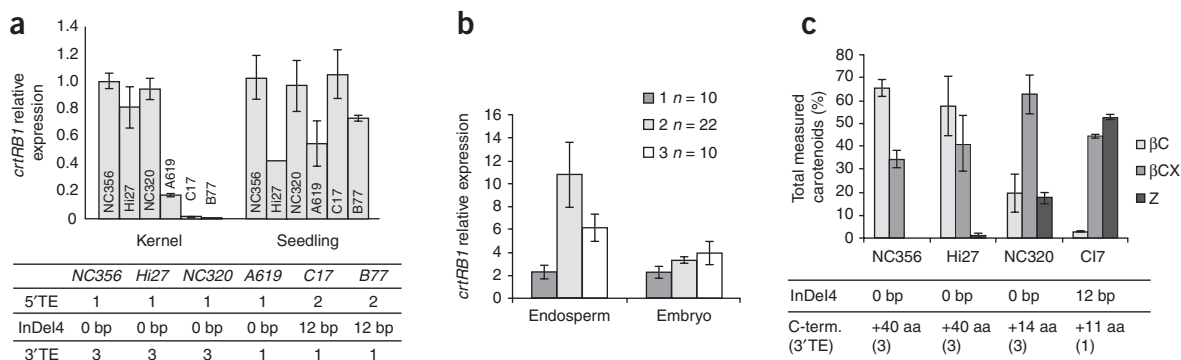 a
crtRB1 relative
expression
1.4
1.2
1.0
0.8
0.6
0.4
0.2
0
NC356
Hi27
NC320
A619
C17
B77
NC356
Hi27
NC320
A619
C17
B77
Kernel
Seedling
NC356 Hi27 NC320 A619 C17 B77
5′TE 1 1 1 1 2 2
InDel4 0 bp 0 bp 0 bp 0 bp 12 bp 12 bp
3′TE 3 3 3 1 1 1
b
crtRB1 relative expression
16
14
12
10
8
6
4
2
0
1 n = 10
2 n = 22
3 n = 10
Endosperm
Embryo
c
Total measured
carotenoids (%)
80
70
60
50
40
30
20
10
0
βC
βCX
Z
NC356 Hi27 NC320 CI7
InDel4 0 bp 0 bp 0 bp 12 bp
C-term. +40 aa +40 aa +14 aa +11 aa
(3′TE) (3) (3) (3) (1)